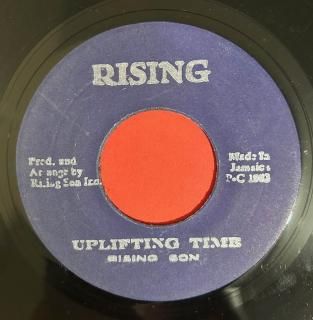 RISING
Prod. and
Arrange by
Rising Son Inc.
Made In
Jamaica
P&C 1983
UPLIFTING TIME
RISING SON